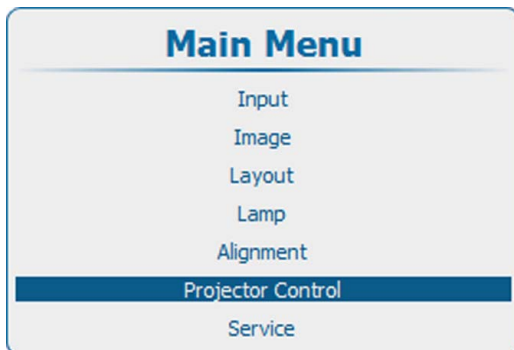 Main Menu
Input
Image
Layout
Lamp
Alignment
Projector Control
Service